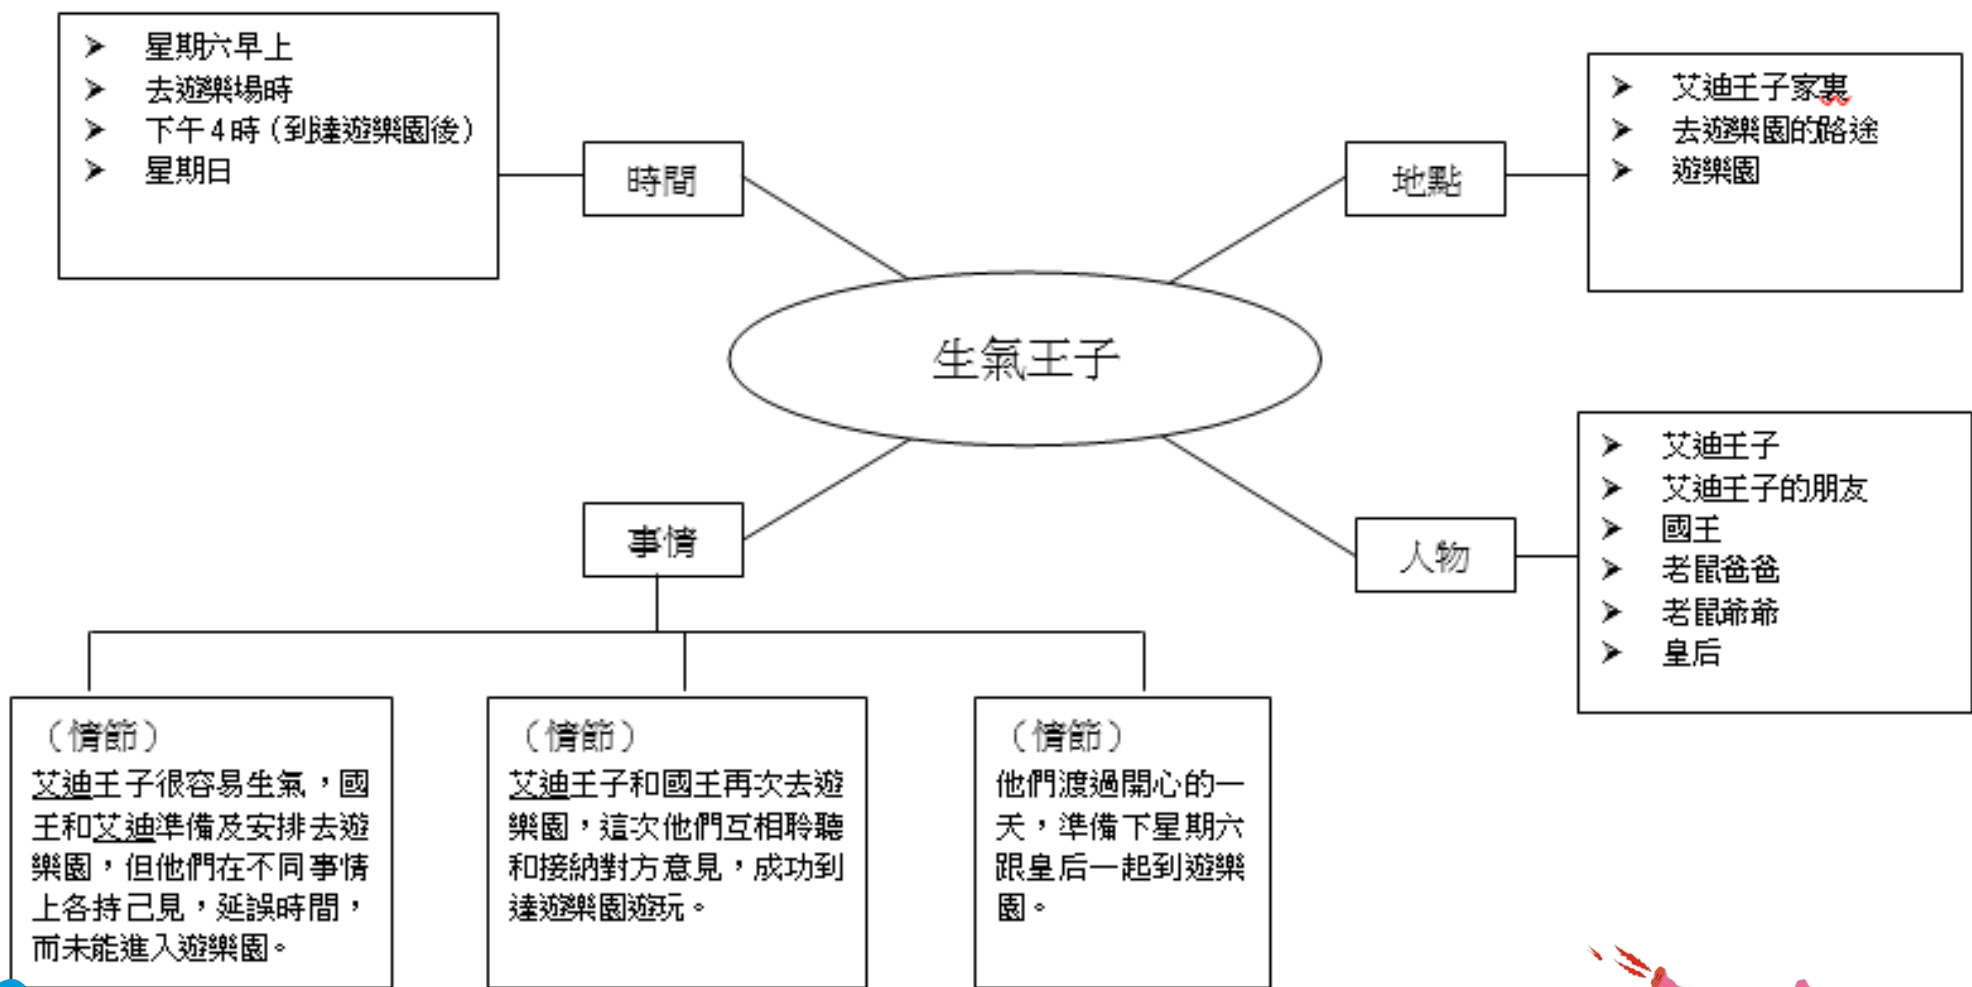 ➤ 星期六早上
➤ 去遊樂場時
➤ 下午4時（到達遊樂園後）
➤ 星期日
時間
地點
➤ 艾迪王子家裏
➤ 去遊樂園的路途
➤ 遊樂園
生氣王子
事情
人物
➤ 艾迪王子
➤ 艾迪王子的朋友
➤ 國王
➤ 老鼠爸爸
➤ 老鼠爺爺
➤ 皇后
（情節）
艾迪王子很容易生氣，國
王和艾迪準備及安排去遊
樂園，但他們在不同事情
上各持己見，延誤時間，
而未能進入遊樂園。
（情節）
艾迪王子和國王再次去遊
樂園，這次他們互相聆聽
和接納對方意見，成功到
達遊樂園遊玩。
（情節）
他們渡過開心的一
天，準備下星期六
跟皇后一起到遊樂
園。